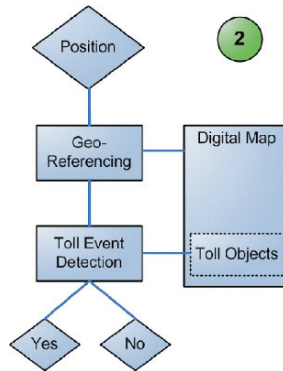 Position
2
Geo-
Referencing
Digital Map
Toll Event
Detection
Toll Objects
Yes
No